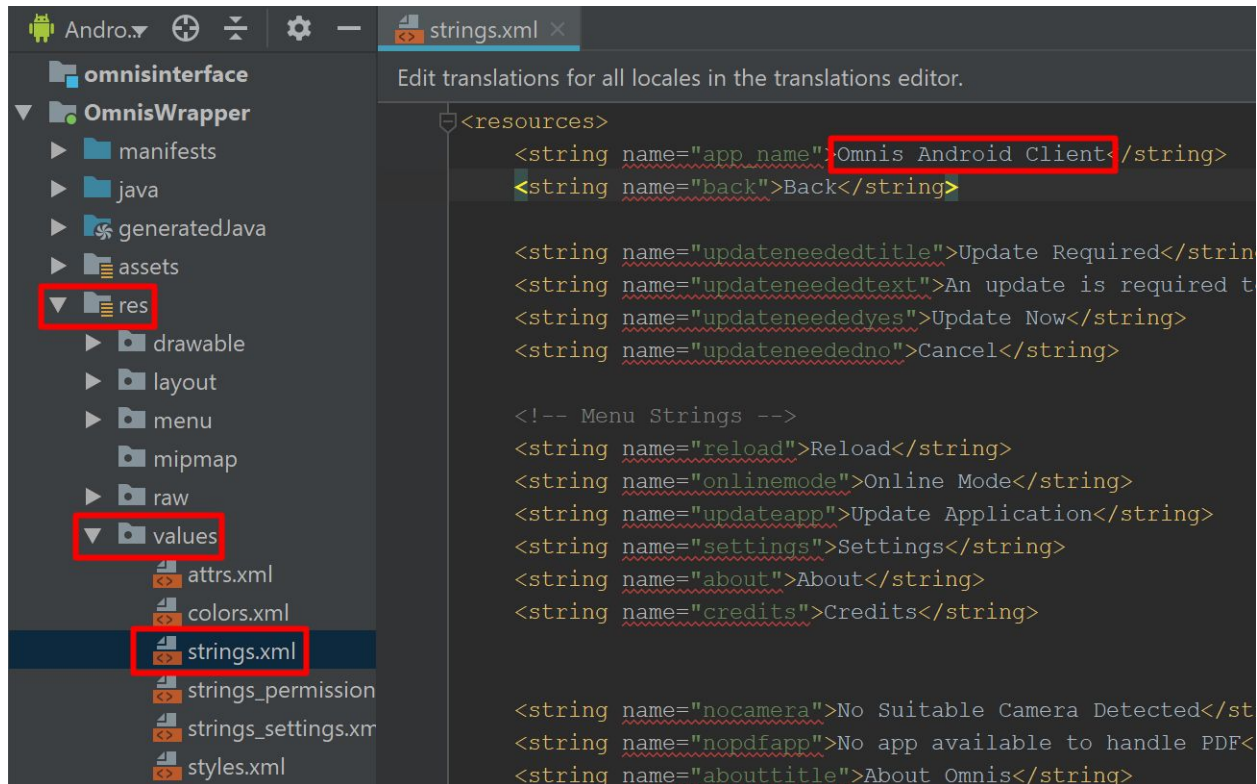 Andro..
strings.xml
omnisinterface
OmnisWrapper
manifests
java
generatedJava
assets
res
drawable
layout
menu
mipmap
raw
values
attrs.xml
colors.xml
strings.xml
strings_permission
strings_settings.xm
styles.xml
Edit translations for all locales in the translations editor.
<resources>
<string name="app_name">Omnis Android Client</string>
<string name="back">Back</string>
<string name="updateneededtitle">Update Required</strin
<string name="updateneededtext">An update is required t
<string name="updateneededyes">Update Now</string>
<string name="updateneededno">Cancel</string>
<!-- Menu Strings -->
<string name="reload">Reload</string>
<string name="onlinemode">Online Mode</string>
<string name="updateapp">Update Application</string>
<string name="settings">Settings</string>
<string name="about">About</string>
<string name="credits">Credits</string>
<string name="nocamera">No Suitable Camera Detected</st
<string name="nopdfapp">No app available to handle PDF<
<string name="abouttitle">About Omnis</string>